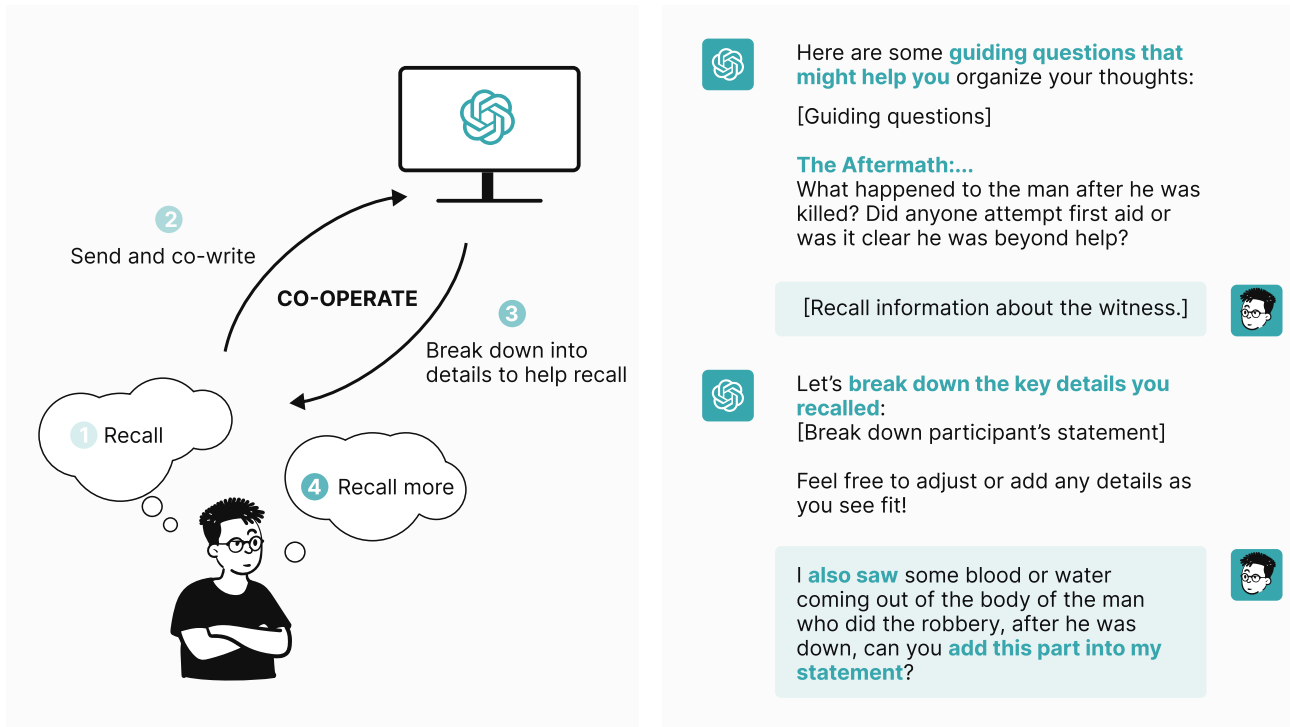 2
Send and co-write
CO-OPERATE
3
Break down into
details to help recall
1 Recall
4 Recall more
Here are some guiding questions that
might help you organize your thoughts:
[Guiding questions]
The Aftermath:...
What happened to the man after he was
killed? Did anyone attempt first aid or
was it clear he was beyond help?
[Recall information about the witness.]
Let’s break down the key details you
recalled:
[Break down participant’s statement]
Feel free to adjust or add any details as
you see fit!
I also saw some blood or water
coming out of the body of the man
who did the robbery, after he was
down, can you add this part into my
statement?